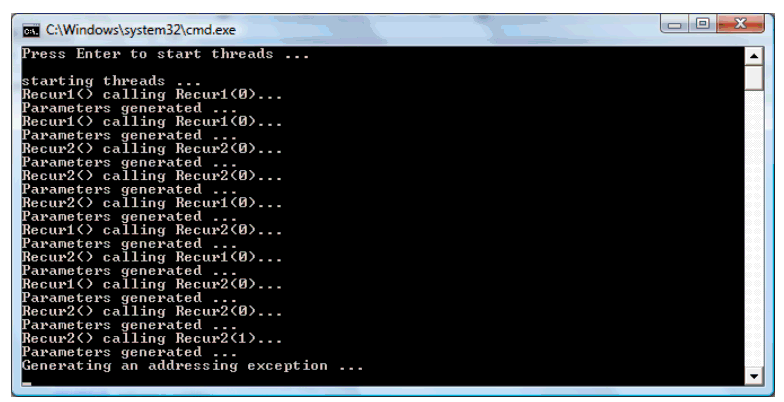 C:\Windows\system32\cmd.exe
Press Enter to start threads ...
starting threads ...
Recur1() calling Recur1(0)...
Parameters generated ...
Recur1() calling Recur1(0)...
Parameters generated ...
Recur2() calling Recur2(0)...
Parameters generated ...
Recur2() calling Recur2(0)...
Parameters generated ...
Recur2() calling Recur1(0)...
Parameters generated ...
Recur1() calling Recur2(0)...
Parameters generated ...
Recur2() calling Recur1(0)...
Parameters generated ...
Recur1() calling Recur2(0)...
Parameters generated ...
Recur2() calling Recur2(0)...
Parameters generated ...
Recur2() calling Recur2(1)...
Parameters generated ...
Generating an addressing exception ...